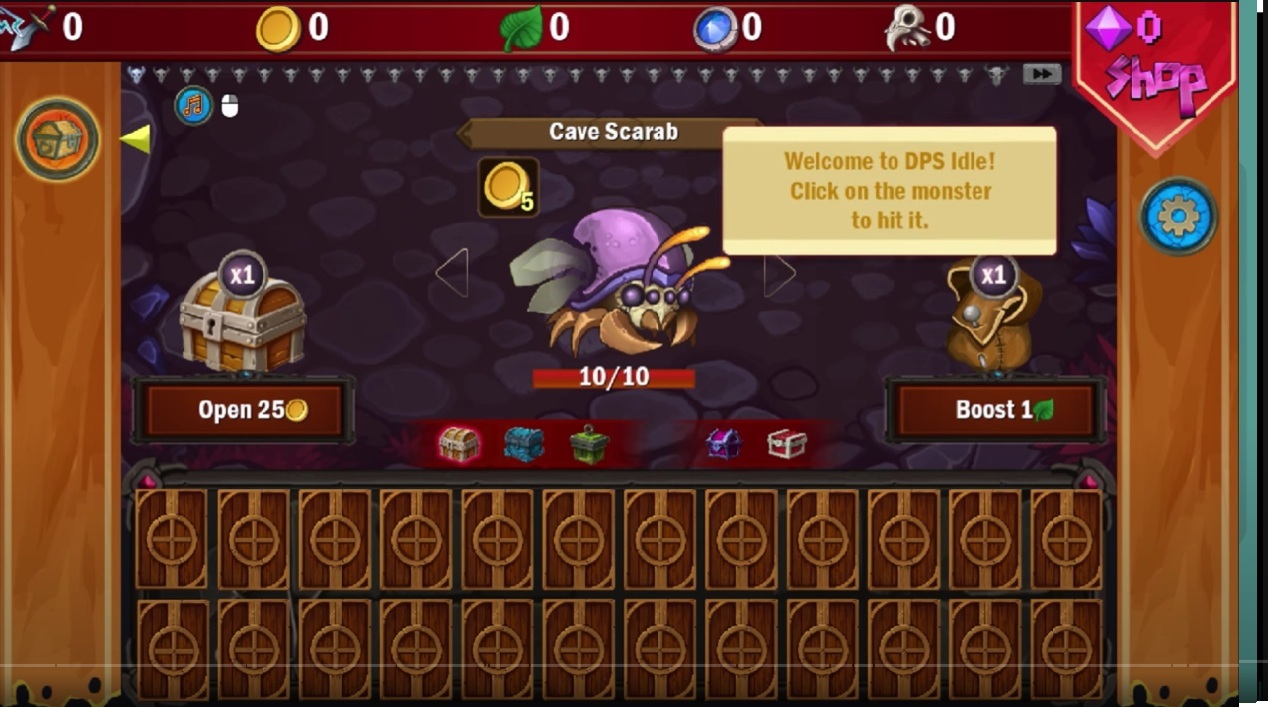 0
0
0
0
0
0
Shop
Cave Scarab
5
Welcome to DPS Idle!
Click on the monster
to hit it.
x1
x1
10/10
Open 25
Boost 1